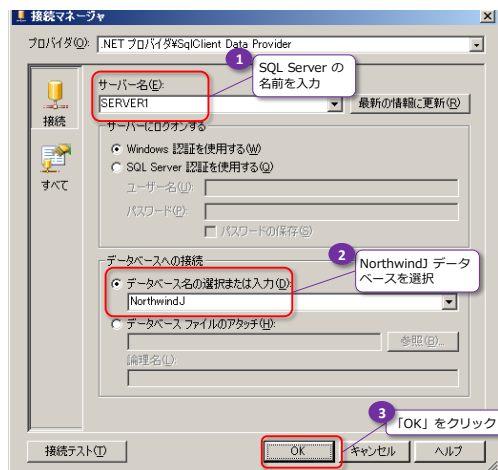 接続マネージャ
プロバイダ(O): .NET プロバイダ¥SqlClient Data Provider
1
SQL Server の
名前を入力
サーバー名(E):
SERVER1
最新の情報に更新(R)
接続
すべて
サーバーにログオンする
Windows 認証を使用する(W)
SQL Server 認証を使用する(Q)
ユーザー名(U):
パスワード(P):
パスワードの保存(S)
データベースへの接続
2
NorthwindJ データ
ベースを選択
データベース名の選択または入力(D):
NorthwindJ
データベース ファイルのアタッチ(H):
参照(B)...
論理名(L):
3
「OK」をクリック
接続テスト(T)
OK
キャンセル
ヘルプ